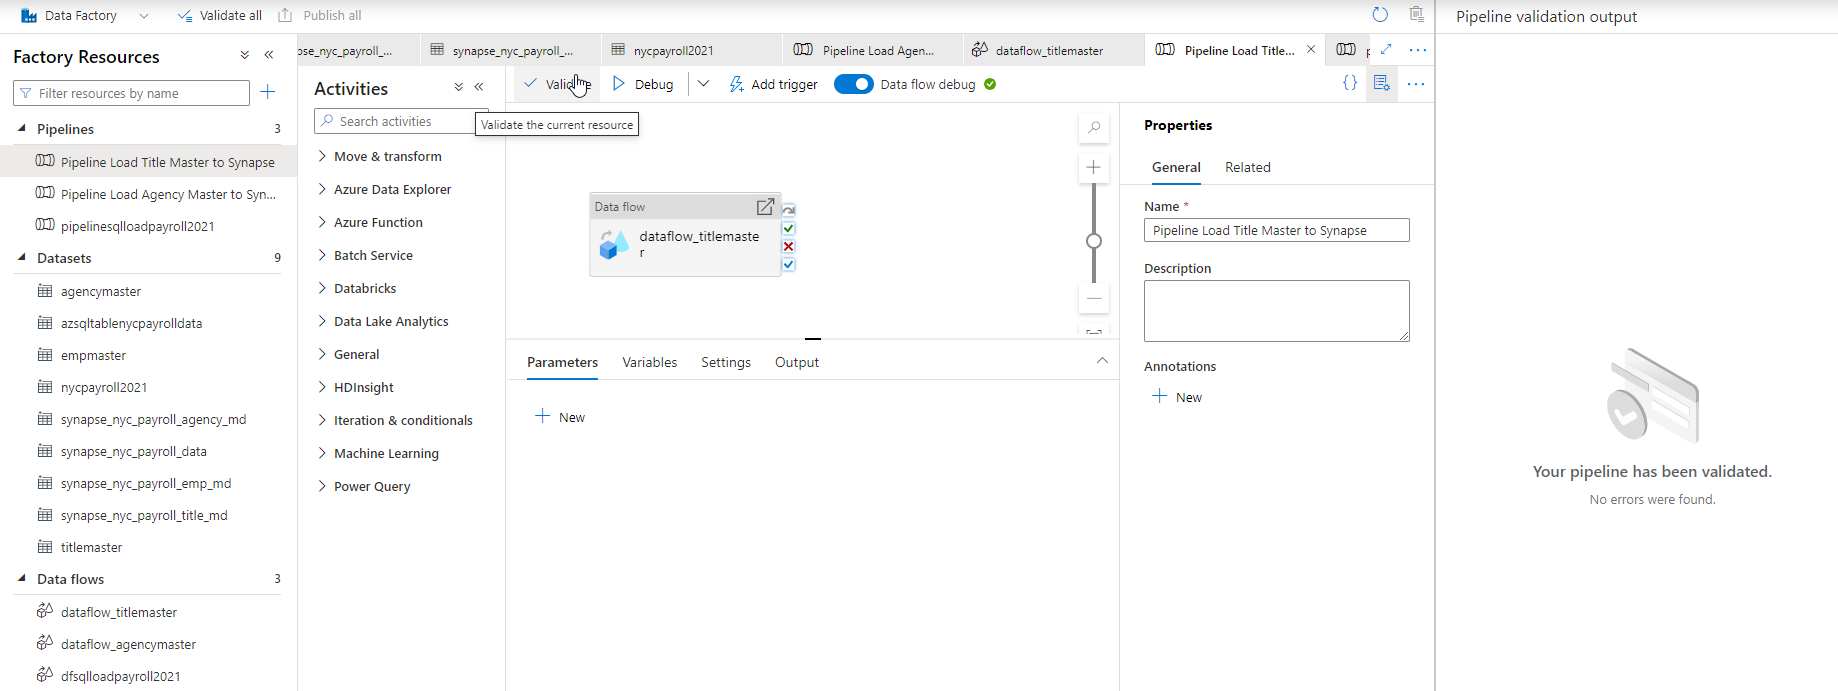 Data Factory
Validate all
Publish all
Pipeline validation output
Factory Resources
Filter resources by name
Pipelines 3
Pipeline Load Title Master to Synapse
Pipeline Load Agency Master to Syn...
pipelinesqlloadpayroll2021
Datasets 9
agencymaster
azsqltablenycpayrolldata
empmaster
nycpayroll2021
synapse_nyc_payroll_agency_md
synapse_nyc_payroll_data
synapse_nyc_payroll_emp_md
synapse_nyc_payroll_title_md
titlemaster
Data flows 3
dataflow_titlemaster
dataflow_agencymaster
dfsqlloadpayroll2021
pse_nyc_payroll_...
synapse_nyc_payroll_...
nycpayroll2021
Pipeline Load Agen...
dataflow_titlemaster
Pipeline Load Title...
Activities
Search activities
Move & transform
Azure Data Explorer
Azure Function
Batch Service
Databricks
Data Lake Analytics
General
HDInsight
Iteration & conditionals
Machine Learning
Power Query
Validate
Debug
Add trigger
Data flow debug
{}
Validate the current resource
Data flow
dataflow_titlemaste
r
Parameters
Variables
Settings
Output
New
Properties
General
Related
Name *
Pipeline Load Title Master to Synapse
Description
Annotations
New
Your pipeline has been validated.
No errors were found.